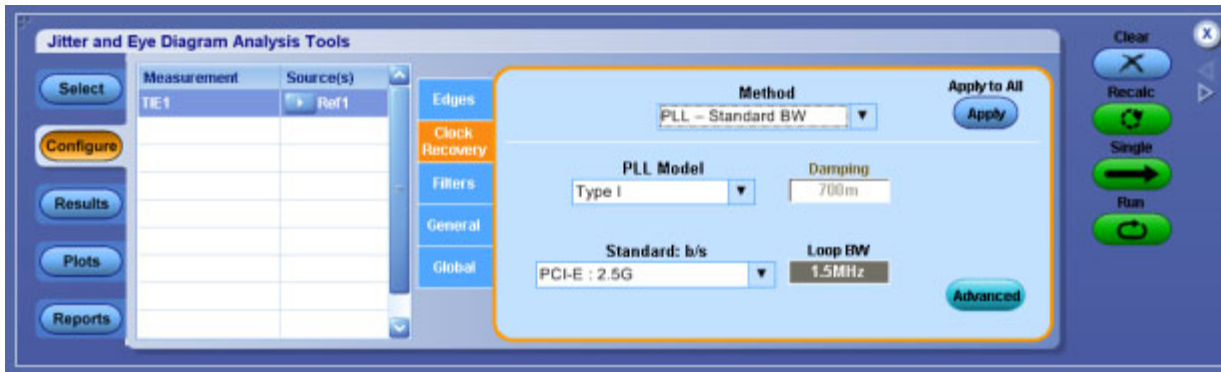 Jitter and Eye Diagram Analysis Tools
Select
Configure
Results
Plots
Reports
Measurement Source(s)
TIE1 Ref1
Edges
Clock
Recovery
Filters
General
Global
Method
PLL – Standard BW
Apply to All
Apply
PLL Model
Type I
Damping
700m
Standard: b/s
PCI-E : 2.5G
Loop BW
1.5MHz
Advanced
Clear
X
Recalc
Single
Run